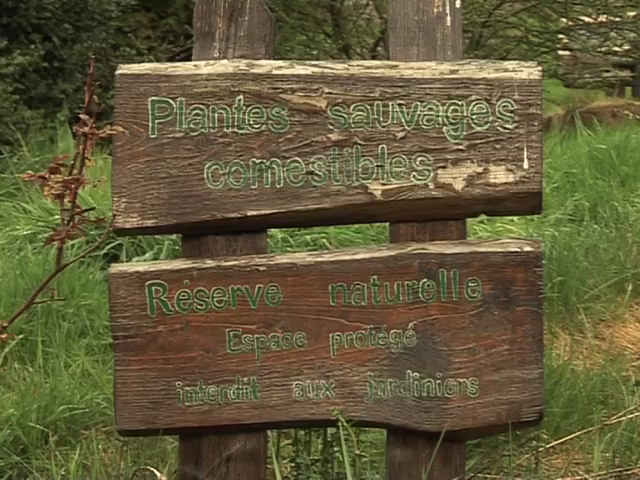 Plantes sauvages
comestibles
Réserve naturelle
Espace protégé
interdit aux jardiniers